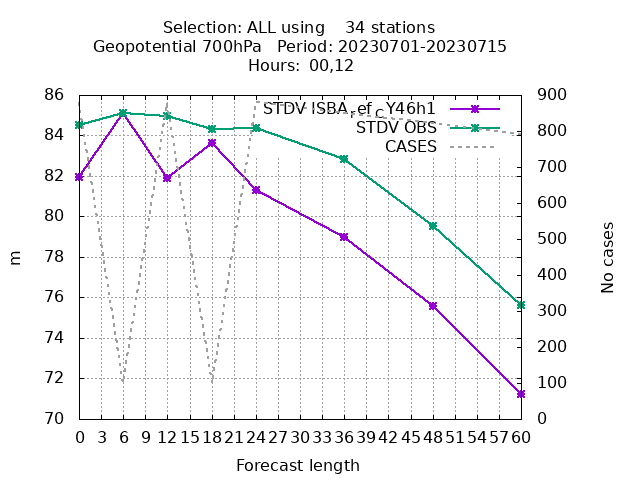 Selection: ALL using 34 stations
Geopotential 700hPa Period: 20230701-20230715
Hours: 00,12
STDV ISBA,ef_CY46h1
STDV OBS
CASES
86
84
82
80
78
76
74
72
70
m
900
800
700
600
500
400
300
200
100
0
No cases
0 3 6 9 12 15 18 21 24 27 30 33 36 39 42 45 48 51 54 57 60
Forecast length